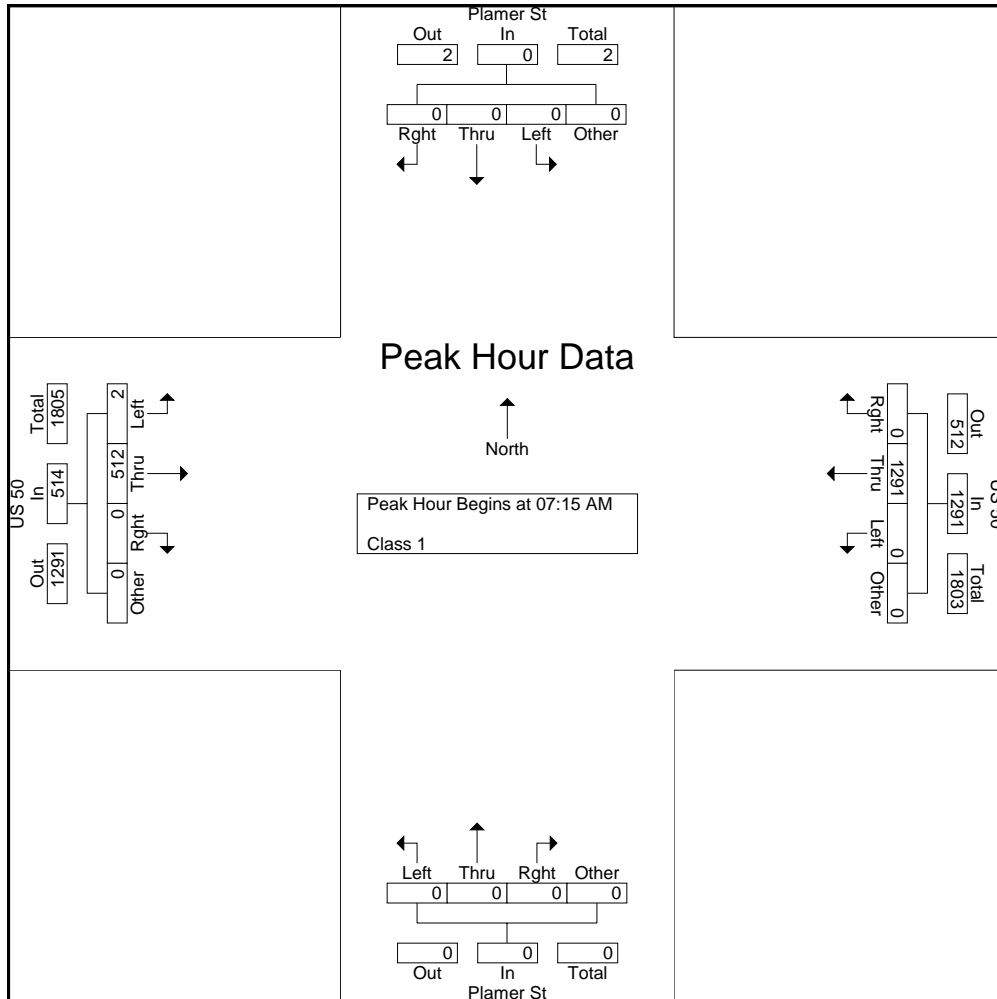 Plamer St
Out In Total
2 0 2
0 0 0 0
Rght Thru Left Other
Peak Hour Data
North
Peak Hour Begins at 07:15 AM
Class 1
US 50
Total In Out
1805 514 1291
2 512 0 0
Left Thru Rght Other
US 50
Out In Total
512 1291 1803
0 1291 0 0
Rght Thru Left Other
Left Thru Rght Other
0 0 0 0
0 0 0
Out In Total
Plamer St